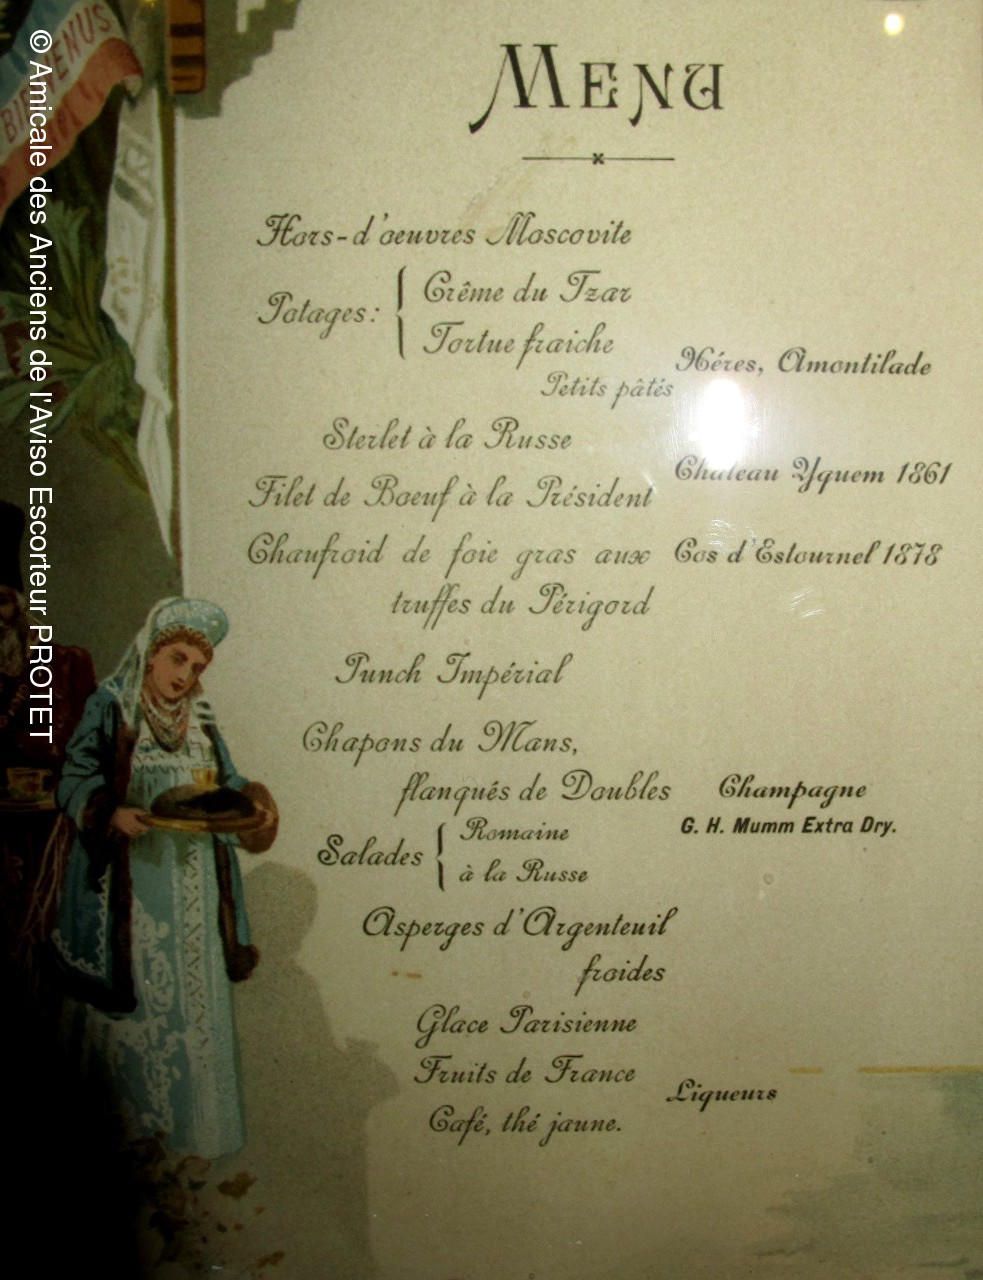 © Amicale des Anciens de l'Aviso Escorteur PROTET
MENU
Hors-d'oeuvres Moscovite
Potages: Crême du Tzar
Tortue fraiche
Petits pâtés
Xéres, Amontilade
Sterlet à la Russe
Chateau Yquem 1861
Filet de Boeuf à la Président
Chaufroid de foie gras aux
Cos d'Estournel 1878
truffes du Périgord
Punch Impérial
Chapons du Mans,
flanqués de Doubles
Champagne
G. H. Mumm Extra Dry.
Salades Romaine
à la Russe
Asperges d'Argenteuil
froides
Glace Parisienne
Fruits de France
Liqueurs
Café, thé jaune.